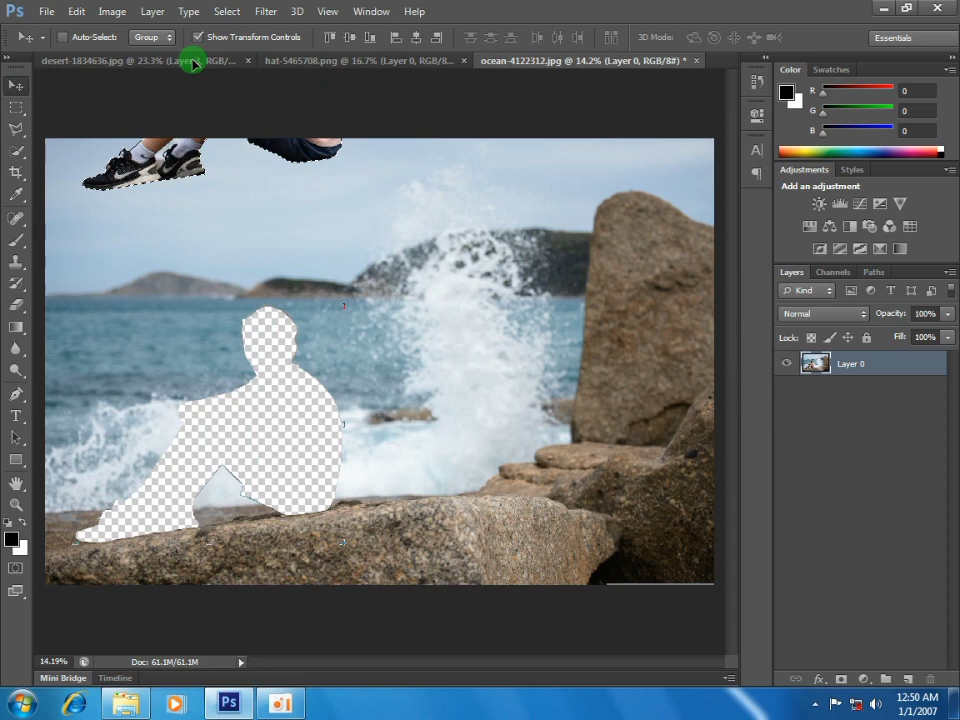 Ps File Edit Image Layer Type Select Filter 3D View Window Help
Auto-Select: Group Show Transform Controls 3D Mode: Essentials
desert-1834636.jpg @ 23.3% (Layer 0, RGB/... × hat-5465708.png @ 16.7% (Layer 0, RGB/8... × ocean-4122312.jpg @ 14.2% (Layer 0, RGB/8#) * ×
Color Swatches
R 0
G 0
B 0
Adjustments Styles
Add an adjustment
Layers Channels Paths
Kind
Normal Opacity: 100%
Lock: Fill: 100%
Layer 0
14.19% Doc: 61.1M/61.1M
Mini Bridge Timeline
Ps
12:50 AM
1/1/2007